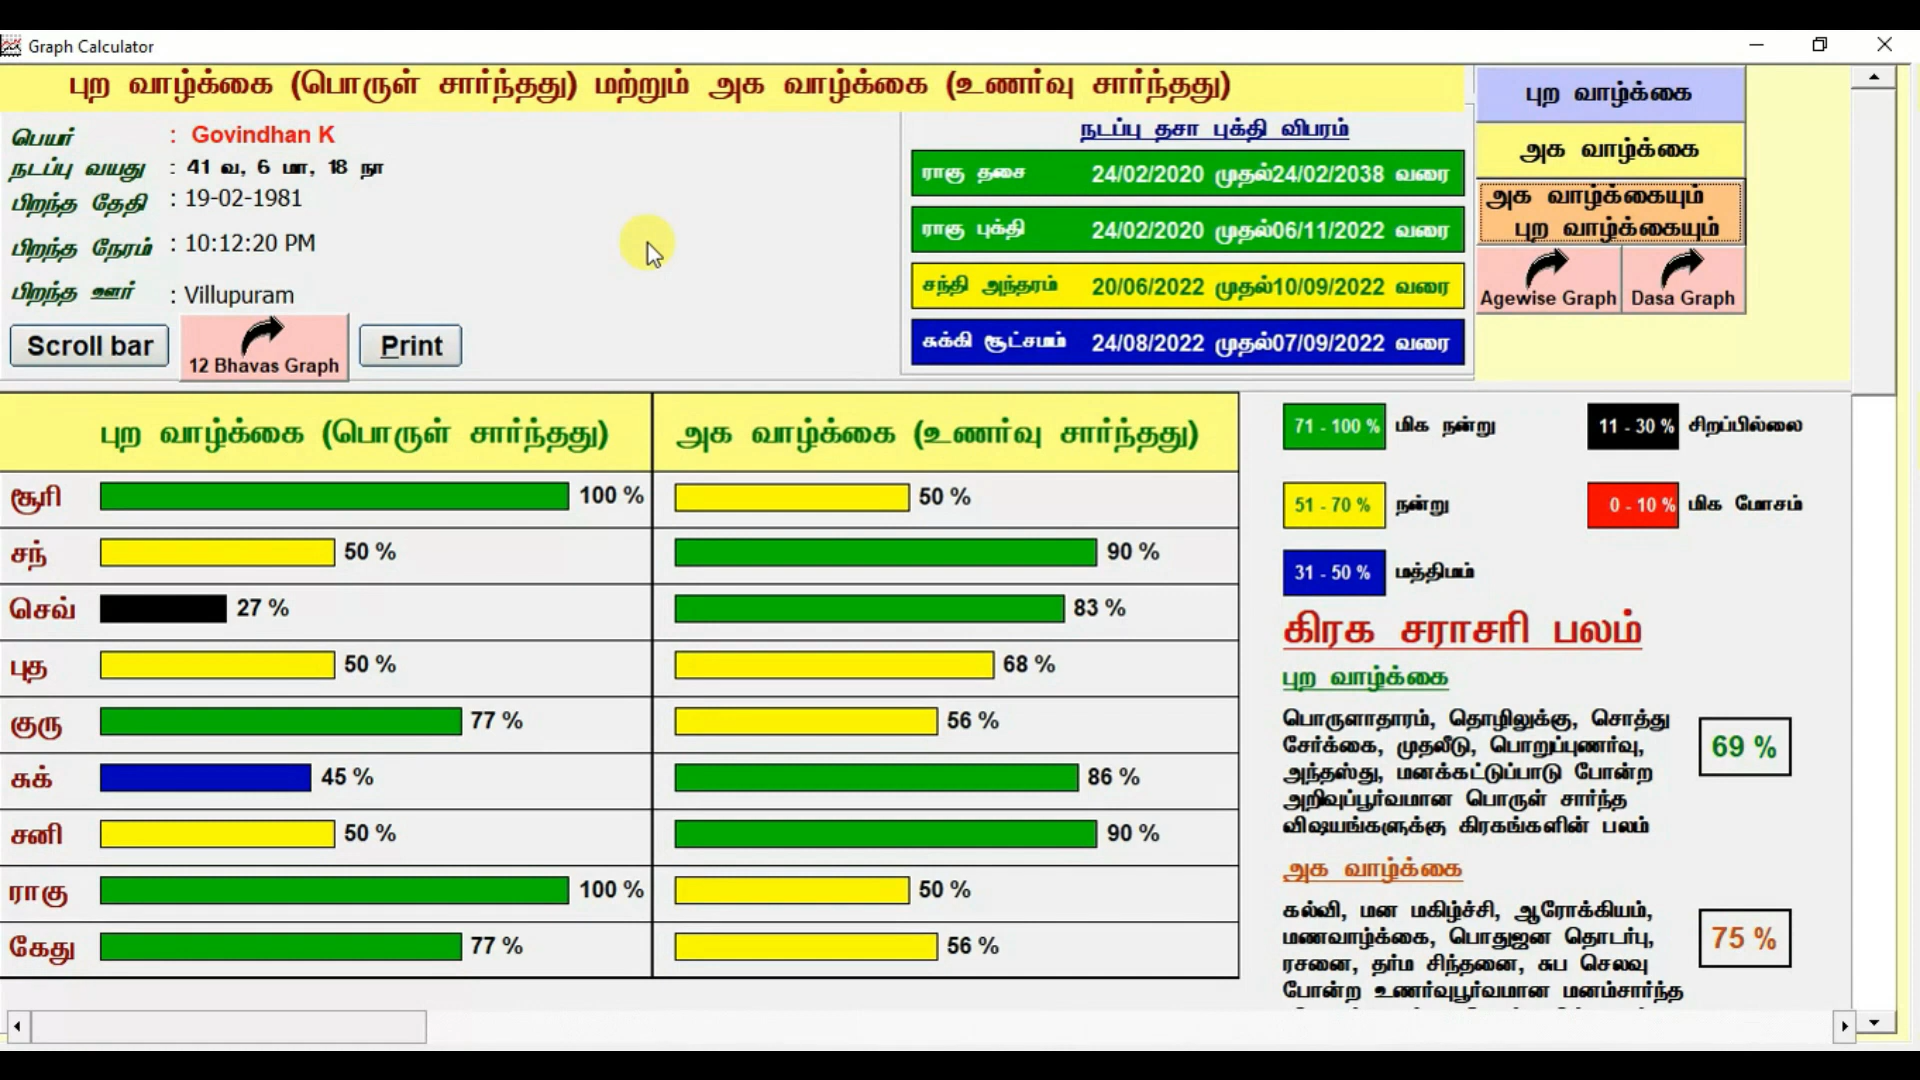 Graph Calculator
புற வாழ்க்கை (பொருள் சார்ந்தது) மற்றும் அக வாழ்க்கை (உணர்வு சார்ந்தது)
பெயர் : Govindhan K
நடப்பு வயது : 41 வ, 6 மா, 18 நா
பிறந்த தேதி : 19-02-1981
பிறந்த நேரம் : 10:12:20 PM
பிறந்த ஊர் : Villupuram
Scroll bar
12 Bhavas Graph
Print
நடப்பு தசா புக்தி விபரம்
ராகு தசை 24/02/2020 முதல்24/02/2038 வரை
ராகு புக்தி 24/02/2020 முதல்06/11/2022 வரை
சந்தி அந்தரம் 20/06/2022 முதல்10/09/2022 வரை
சுக்கி சூட்சமம் 24/08/2022 முதல்07/09/2022 வரை
புற வாழ்க்கை
அக வாழ்க்கை
அக வாழ்க்கையும்
புற வாழ்க்கையும்
Agewise Graph
Dasa Graph
புற வாழ்க்கை (பொருள் சார்ந்தது) அக வாழ்க்கை (உணர்வு சார்ந்தது)
சூரி 100 % 50 %
சந் 50 % 90 %
செவ் 27 % 83 %
புத 50 % 68 %
குரு 77 % 56 %
சுக் 45 % 86 %
சனி 50 % 90 %
ராகு 100 % 50 %
கேது 77 % 56 %
71 - 100 % மிக நன்று
11 - 30 % சிறப்பில்லை
51 - 70 % நன்று
0 - 10 % மிக மோசம்
31 - 50 % மத்திமம்
கிரக சராசரி பலம்
புற வாழ்க்கை
பொருளாதாரம், தொழிலுக்கு, சொத்து
சேர்க்கை, முதலீடு, பொறுப்புணர்வு,
அந்தஸ்து, மனக்கட்டுப்பாடு போன்ற
அறிவுப்பூர்வமான பொருள் சார்ந்த
விஷயங்களுக்கு கிரகங்களின் பலம்
69 %
அக வாழ்க்கை
கல்வி, மன மகிழ்ச்சி, ஆரோக்கியம்,
மணவாழ்க்கை, பொதுஜன தொடர்பு,
ரசனை, தர்ம சிந்தனை, சுப செலவு
போன்ற உணர்வுபூர்வமான மனம்சார்ந்த
75 %